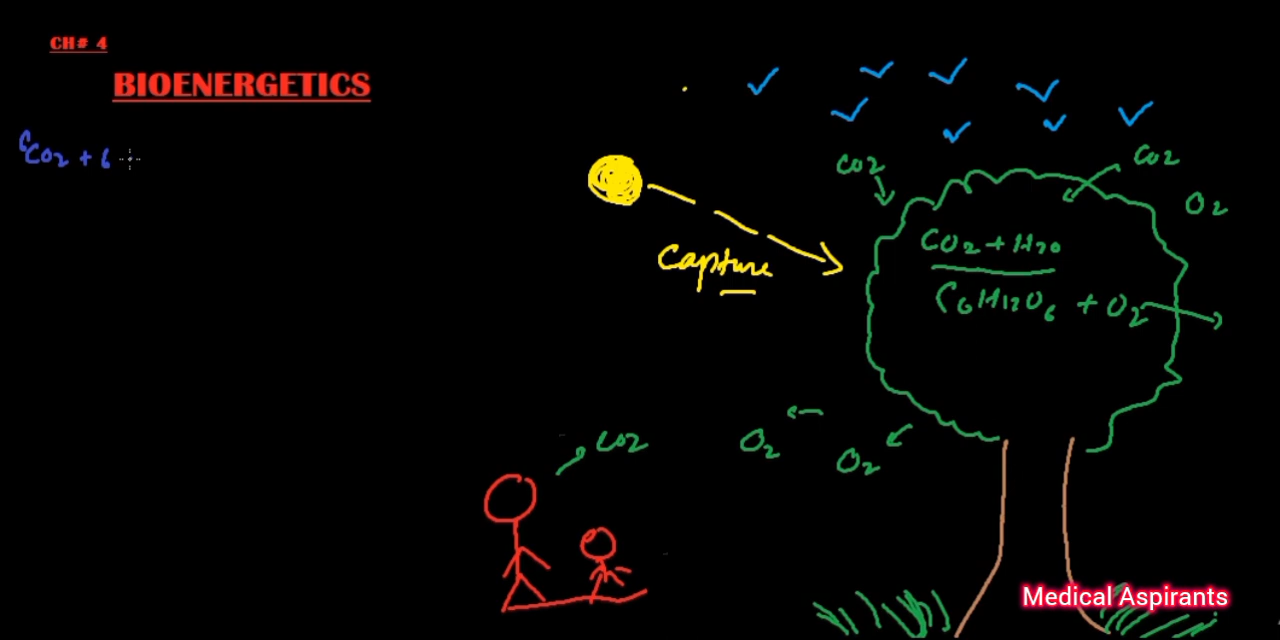 CH# 4
BIOENERGETICS
6CO2 + 6
Capture
CO2
CO2
O2
CO2 + H2O
C6H12O6 + O2
CO2
O2
O2
Medical Aspirants